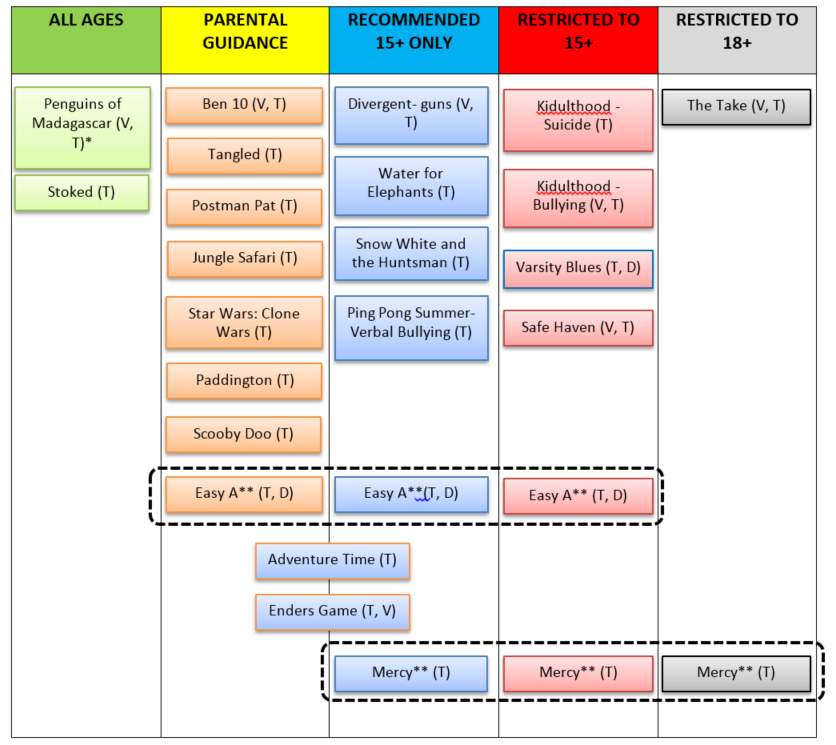 ALL AGES
PARENTAL
GUIDANCE
RECOMMENDED
15+ ONLY
RESTRICTED TO
15+
RESTRICTED TO
18+
Penguins of
Madagascar (V,
T)*
Stoked (T)
Ben 10 (V, T)
Tangled (T)
Postman Pat (T)
Jungle Safari (T)
Star Wars: Clone
Wars (T)
Paddington (T)
Scooby Doo (T)
Divergent- guns (V,
T)
Water for
Elephants (T)
Snow White and
the Huntsman (T)
Ping Pong Summer-
Verbal Bullying (T)
Kidulthood -
Suicide (T)
Kidulthood -
Bullying (V, T)
Varsity Blues (T, D)
Safe Haven (V, T)
The Take (V, T)
Easy A** (T, D)
Easy A**(T, D)
Easy A** (T, D)
Adventure Time (T)
Enders Game (T, V)
Mercy** (T)
Mercy** (T)
Mercy** (T)